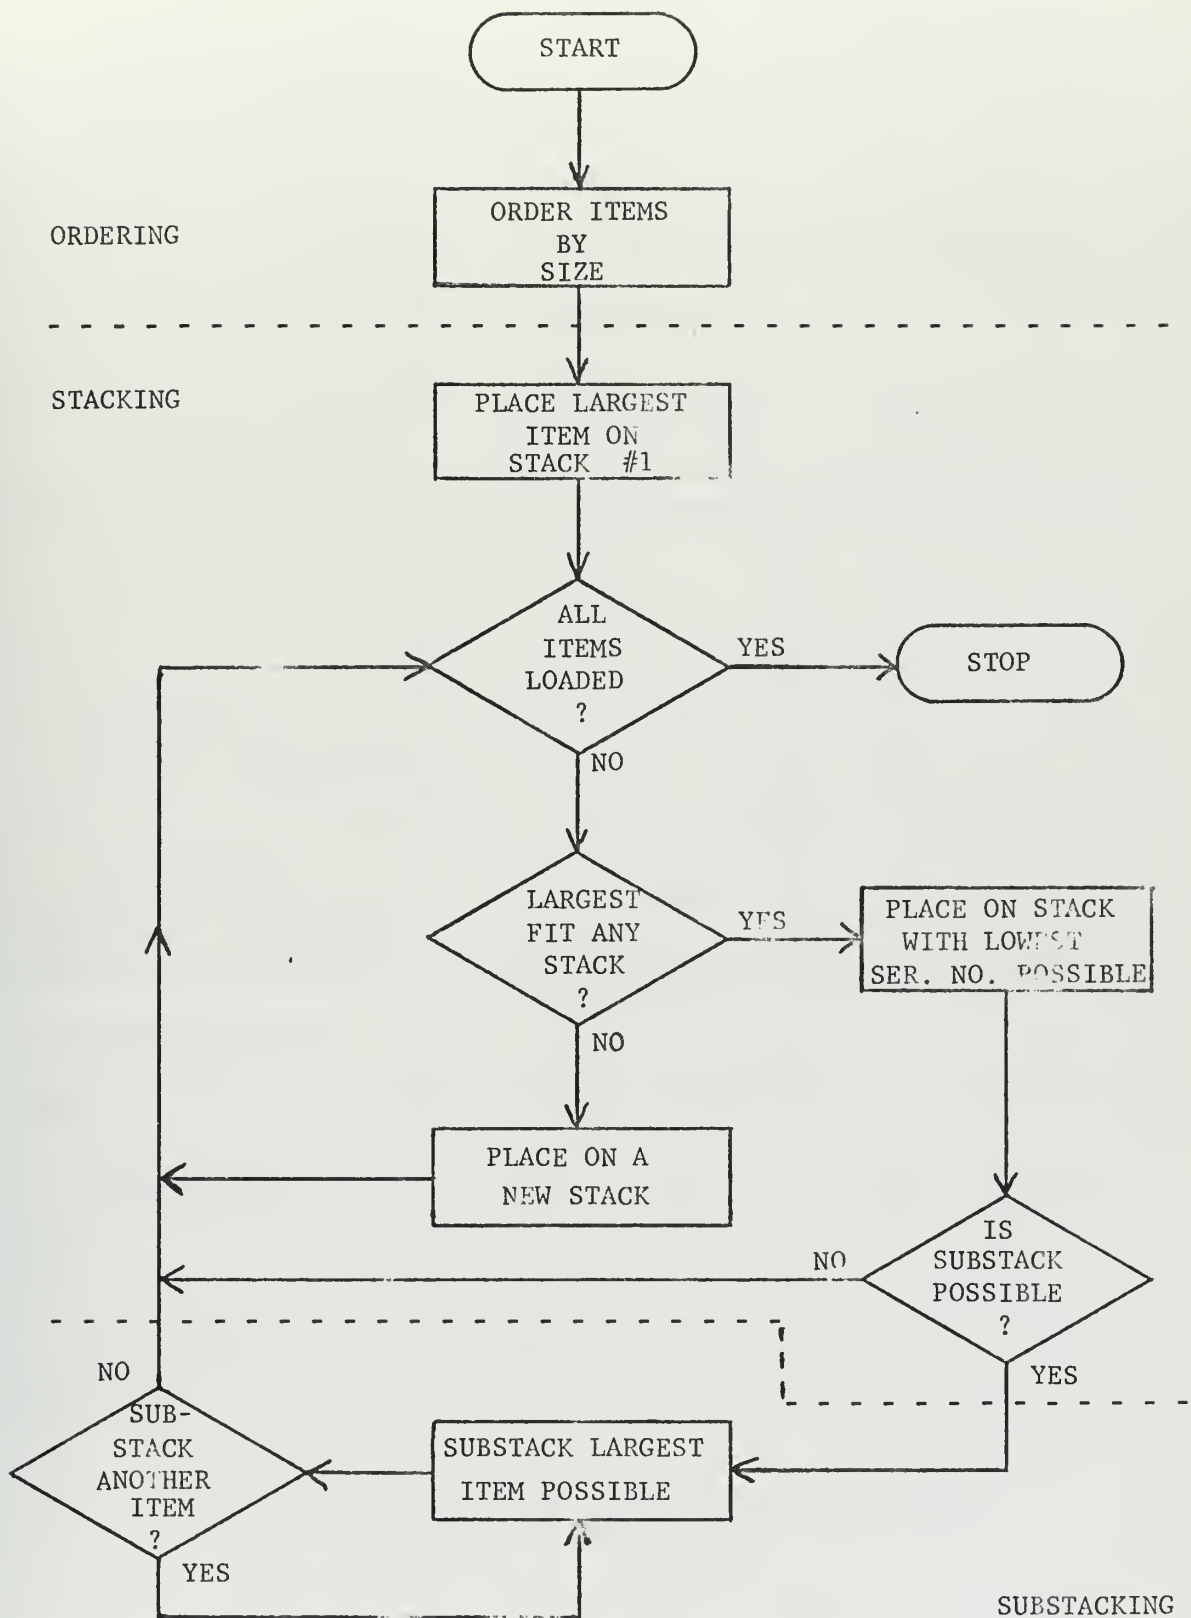 START
ORDERING
ORDER ITEMS
BY
SIZE
STACKING
PLACE LARGEST
ITEM ON
STACK #1
ALL
ITEMS
LOADED
?
YES
STOP
NO
LARGEST
FIT ANY
STACK
?
YES
PLACE ON STACK
WITH LOWEST
SER. NO. POSSIBLE
NO
PLACE ON A
NEW STACK
IS
SUBSTACK
POSSIBLE
?
NO
YES
NO
SUB-
STACK
ANOTHER
ITEM
?
SUBSTACK LARGEST
ITEM POSSIBLE
YES
SUBSTACKING